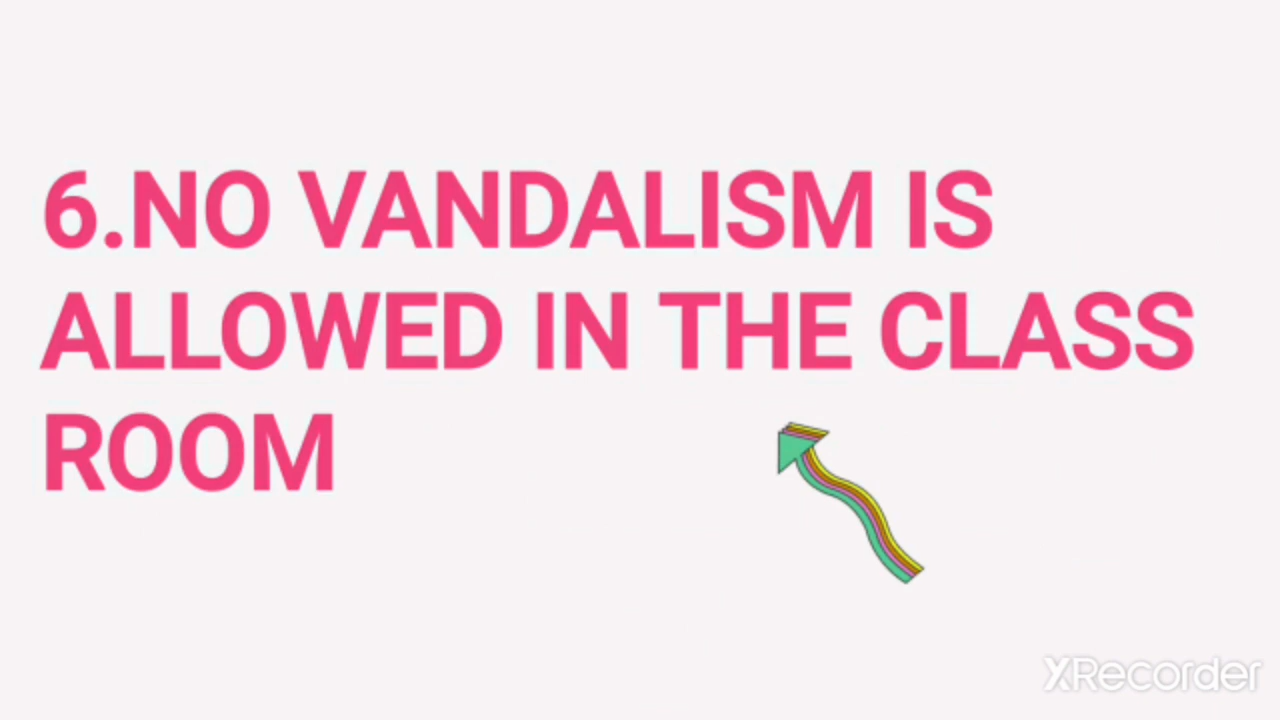 6.NO VANDALISM IS
ALLOWED IN THE CLASS
ROOM
XRecorder